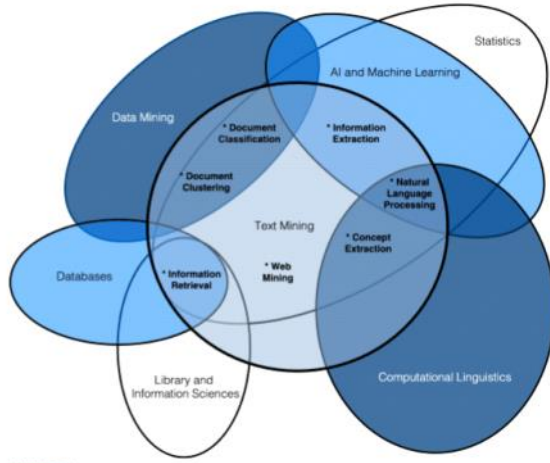 Statistics
AI and Machine Learning
Data Mining
* Document
Classification
* Information
Extraction
* Document
Clustering
* Natural
Language
Processing
Text Mining
* Concept
Extraction
Databases
* Information
Retrieval
* Web
Mining
Library and
Information Sciences
Computational Linguistics